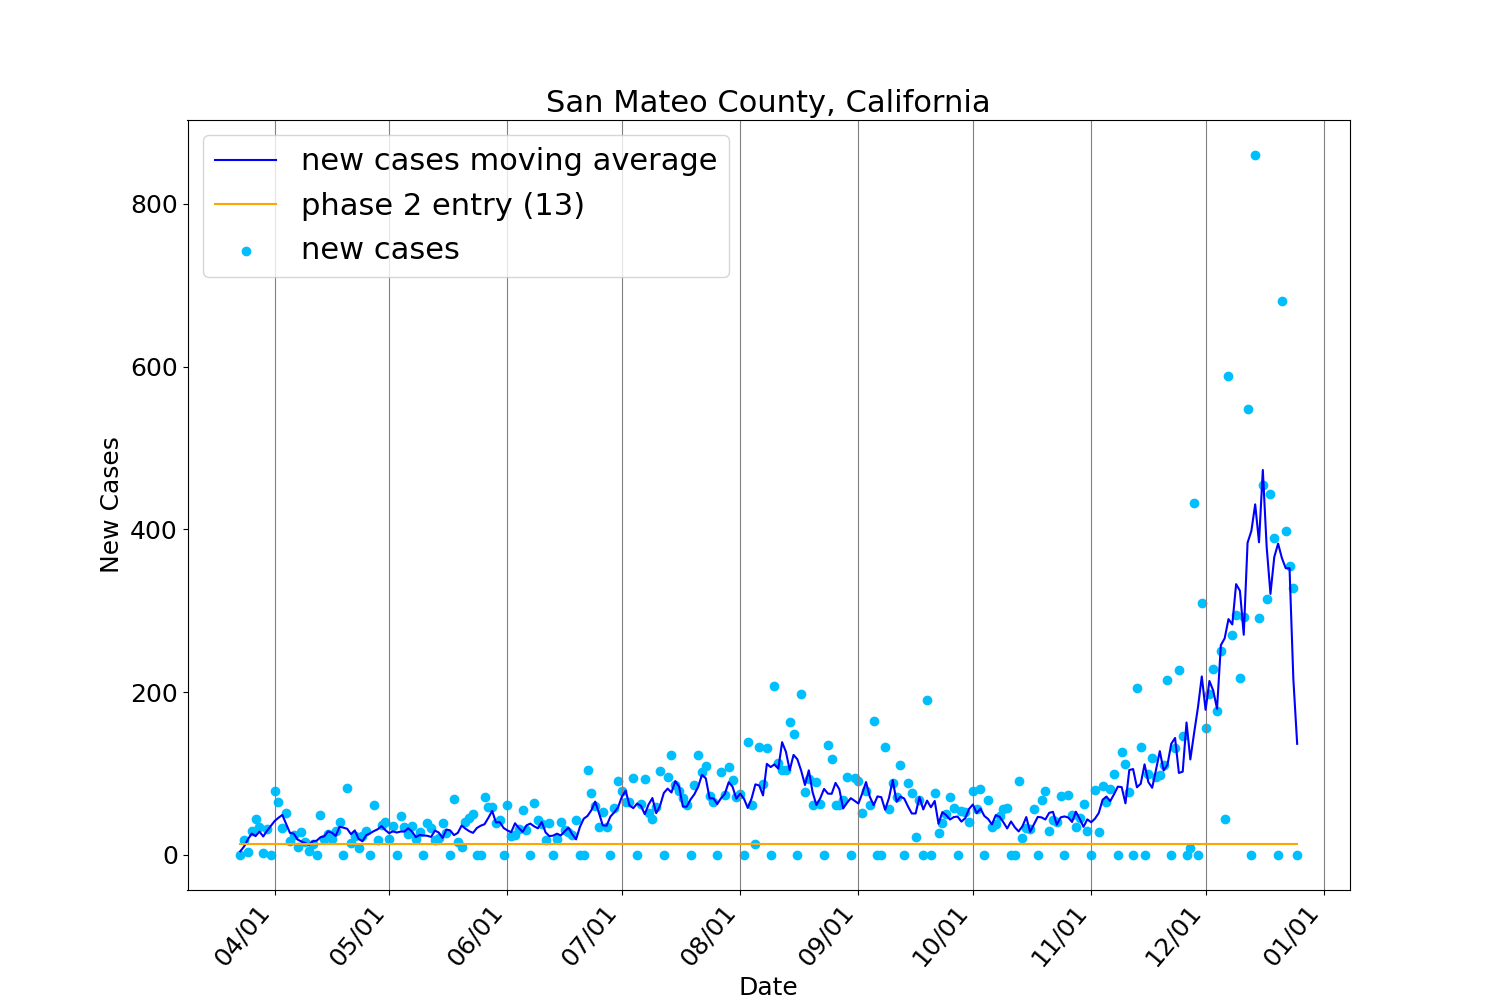 San Mateo County, California
new cases moving average
phase 2 entry (13)
new cases
New Cases
800
600
400
200
0
04/01
05/01
06/01
07/01
08/01
09/01
10/01
11/01
12/01
01/01
Date